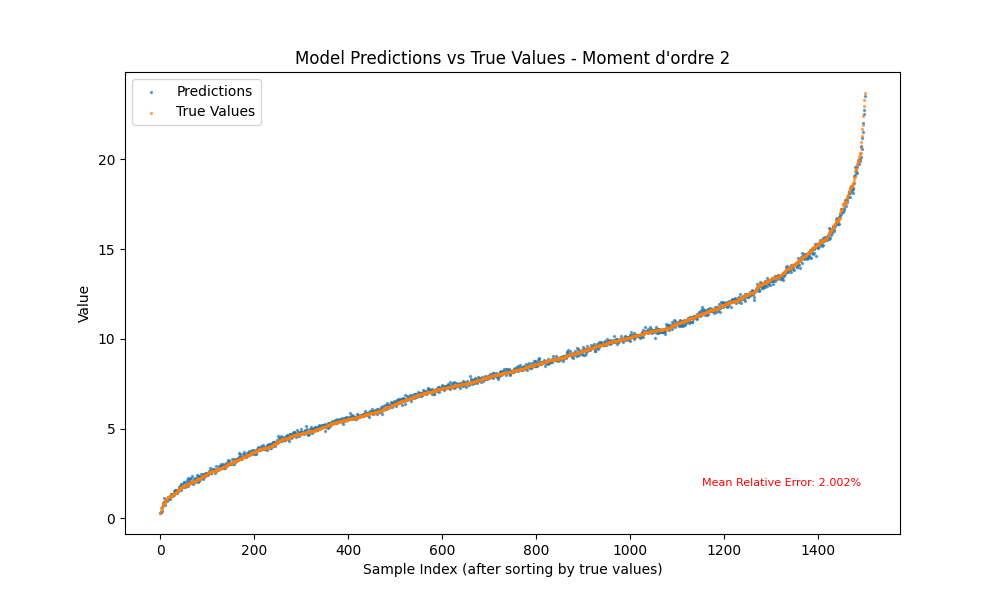 Model Predictions vs True Values - Moment d'ordre 2
Predictions
True Values
Value
20
15
10
5
0
Mean Relative Error: 2.002%
0 200 400 600 800 1000 1200 1400
Sample Index (after sorting by true values)